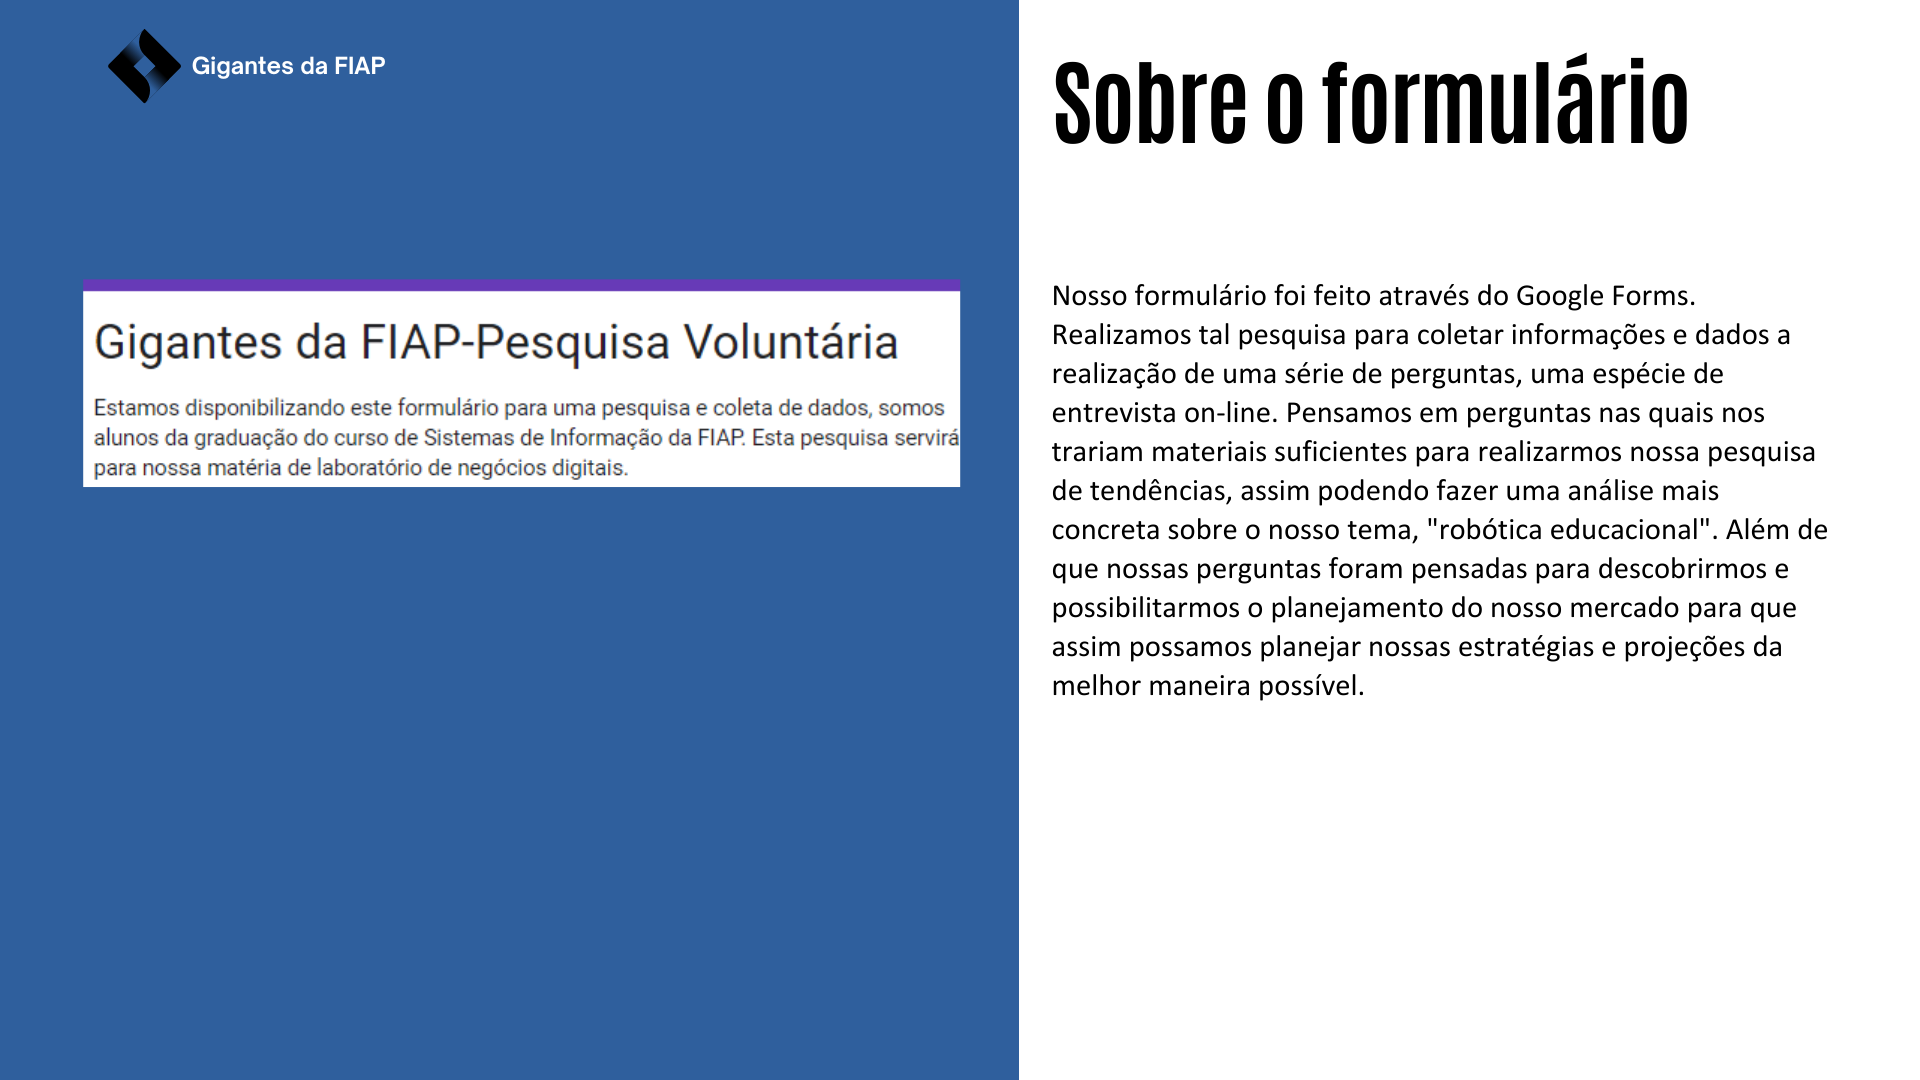 Gigantes da FIAP
Gigantes da FIAP-Pesquisa Voluntária
Estamos disponibilizando este formulário para uma pesquisa e coleta de dados, somos
alunos da graduação do curso de Sistemas de Informação da FIAP. Esta pesquisa servirá
para nossa matéria de laboratório de negócios digitais.
Sobre o formulário
Nosso formulário foi feito através do Google Forms.
Realizamos tal pesquisa para coletar informações e dados a
realização de uma série de perguntas, uma espécie de
entrevista on-line. Pensamos em perguntas nas quais nos
trariam materiais suficientes para realizarmos nossa pesquisa
de tendências, assim podendo fazer uma análise mais
concreta sobre o nosso tema, "robótica educacional". Além de
que nossas perguntas foram pensadas para descobrirmos e
possibilitarmos o planejamento do nosso mercado para que
assim possamos planejar nossas estratégias e projeções da
melhor maneira possível.